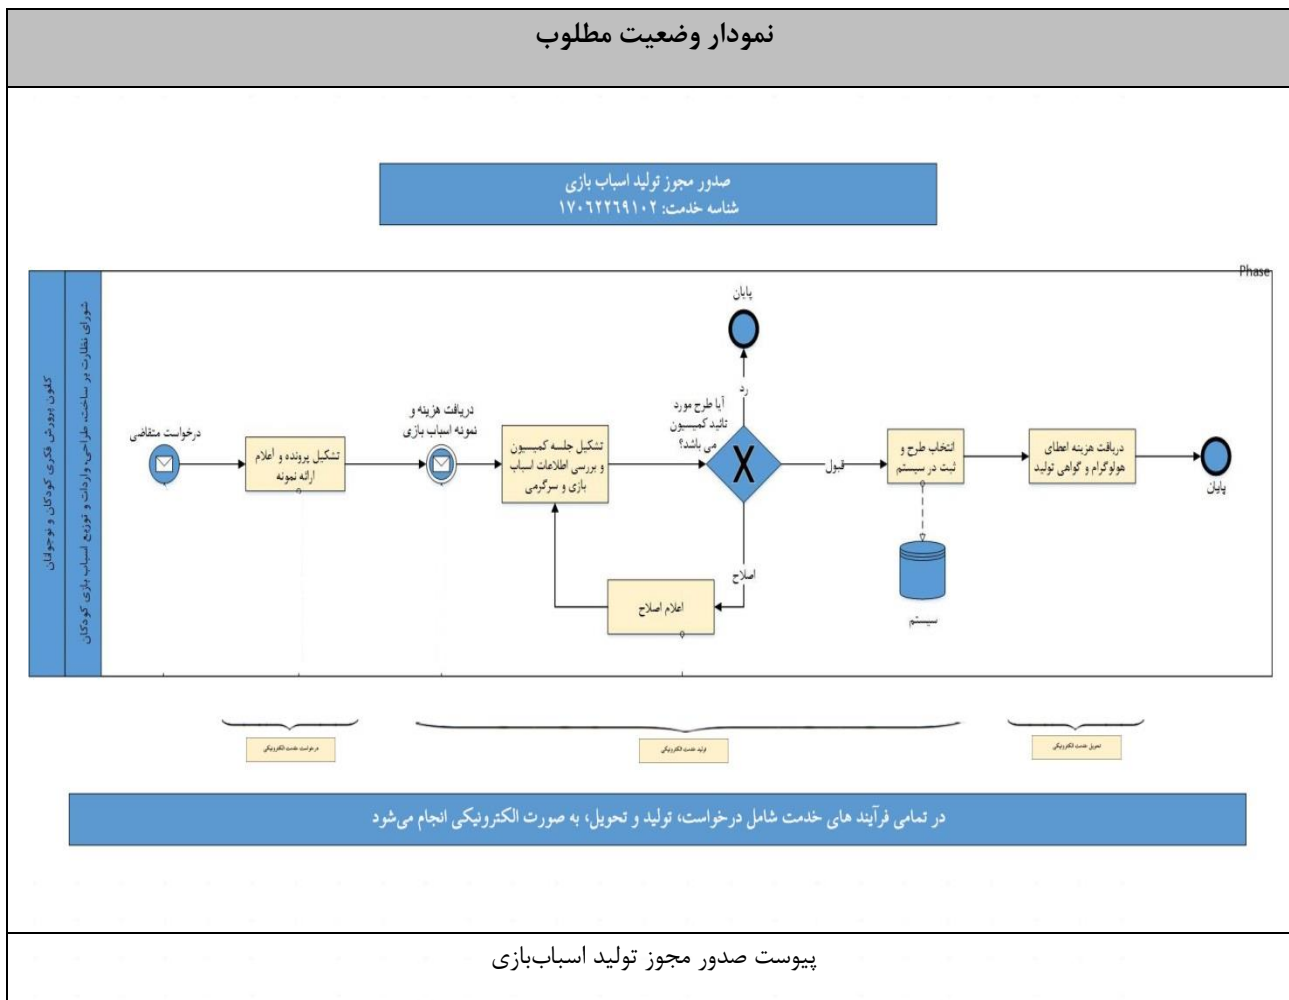 نمودار وضعیت مطلوب
صدور مجوز تولید اسباب بازی
شناسه خدمت: ۱۷۰٦۲۲٦۹۱۰۲
Phase
کانون پرورش فکری کودکان و نوجوانان
شورای نظارت بر ساخت، طراحی، واردات و توزیع اسباب بازی کودکان
درخواست متقاضی
تشکیل پرونده و اعلام
ارائه نمونه
دریافت هزینه و
نمونه اسباب بازی
تشکیل جلسه کمیسیون
و بررسی اطلاعات اسباب
بازی و سرگرمی
آیا طرح مورد
تائید کمیسیون
می باشد؟
رد
پایان
قبول
اصلاح
اعلام اصلاح
انتخاب طرح و
ثبت در سیستم
سیستم
دریافت هزینه اعطای
هولوگرام و گواهی تولید
پایان
درخواست خدمت الکترونیکی
تولید خدمت الکترونیکی
تحویل خدمت الکترونیکی
در تمامی فرآیند های خدمت شامل درخواست، تولید و تحویل، به صورت الکترونیکی انجام می‌شود
پیوست صدور مجوز تولید اسباب‌بازی